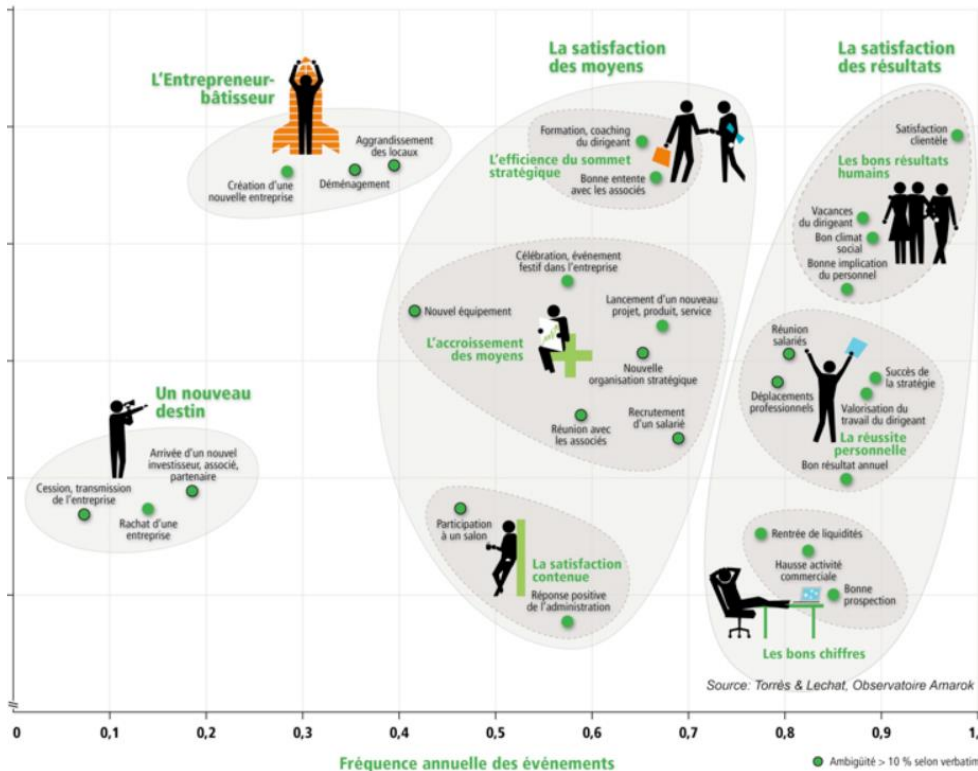 L'Entrepreneur-
bâtisseur
Aggrandissement
des locaux
Création d'une
nouvelle entreprise
Déménagement
La satisfaction
des moyens
Formation, coaching
du dirigeant
L'efficience du sommet
stratégique
Bonne entente
avec les associés
La satisfaction
des résultats
Satisfaction
clientèle
Les bons résultats
humains
Vacances
du dirigeant
Bon climat
social
Bonne implication
du personnel
Célébration, événement
festif dans l'entreprise
Nouvel équipement
Lancement d'un nouveau
projet, produit, service
L'accroissement
des moyens
Nouvelle
organisation stratégique
Réunion avec
les associés
Recrutement
d'un salarié
Réunion
salariés
Déplacements
professionnels
Succès de
la stratégie
Valorisation du
travail du dirigeant
La réussite
personnelle
Bon résultat annuel
Un nouveau
destin
Arrivée d'un nouvel
investisseur, associé,
partenaire
Cession, transmission
de l'entreprise
Rachat d'une
entreprise
Participation
à un salon
La satisfaction
contenue
Réponse positive
de l'administration
Rentrée de liquidités
Hausse activité
commerciale
Bonne
prospection
Les bons chiffres
Source: Torrès & Lechat, Observatoire Amarok
0 0,1 0,2 0,3 0,4 0,5 0,6 0,7 0,8 0,9 1,
Fréquence annuelle des événements
Ambigüité > 10 % selon verbatim